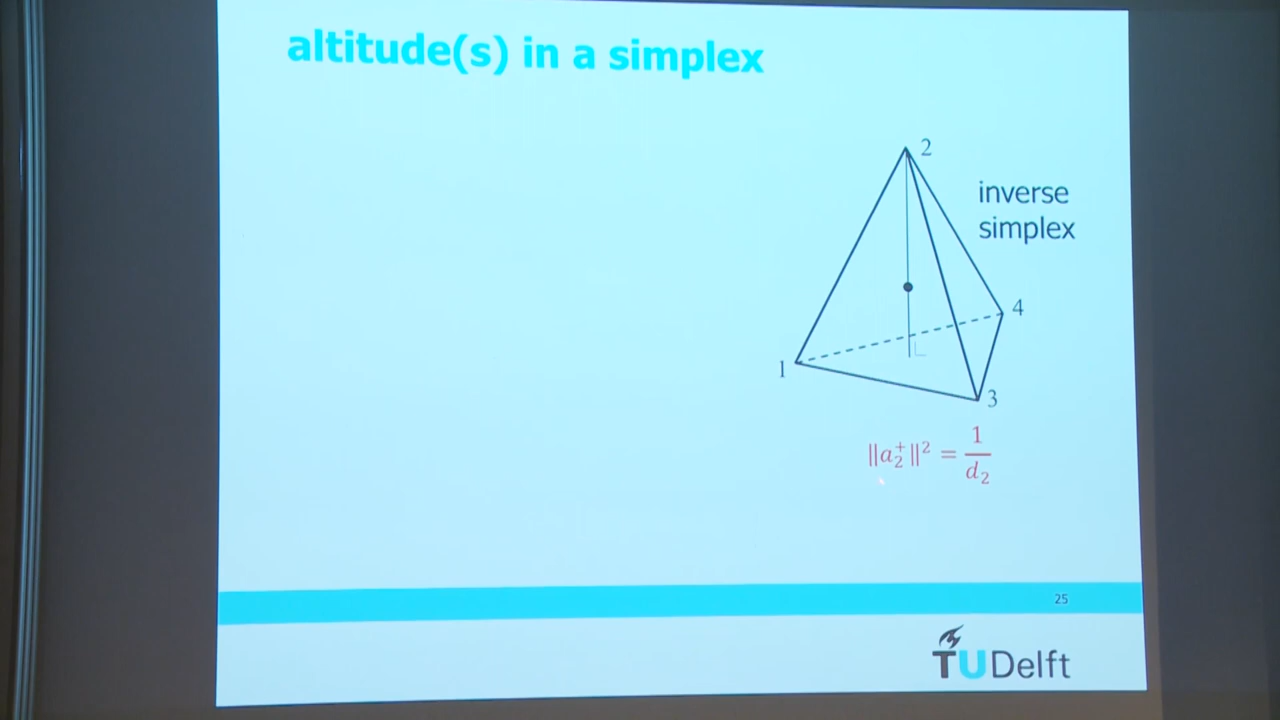 altitude(s) in a simplex
2
inverse
simplex
4
1
3
‖a₂⁺‖² = 1/d₂
25
TUDelft